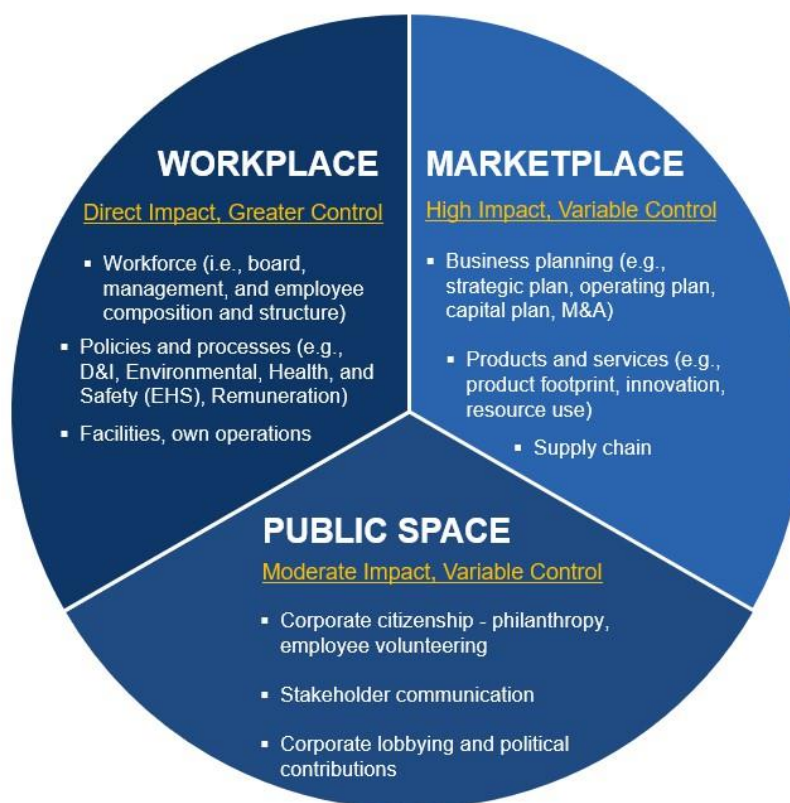 WORKPLACE
Direct Impact, Greater Control
▪ Workforce (i.e., board,
management, and employee
composition and structure)
▪ Policies and processes (e.g.,
D&I, Environmental, Health, and
Safety (EHS), Remuneration)
▪ Facilities, own operations
MARKETPLACE
High Impact, Variable Control
▪ Business planning (e.g.,
strategic plan, operating plan,
capital plan, M&A)
▪ Products and services (e.g.,
product footprint, innovation,
resource use)
▪ Supply chain
PUBLIC SPACE
Moderate Impact, Variable Control
▪ Corporate citizenship - philanthropy,
employee volunteering
▪ Stakeholder communication
▪ Corporate lobbying and political
contributions